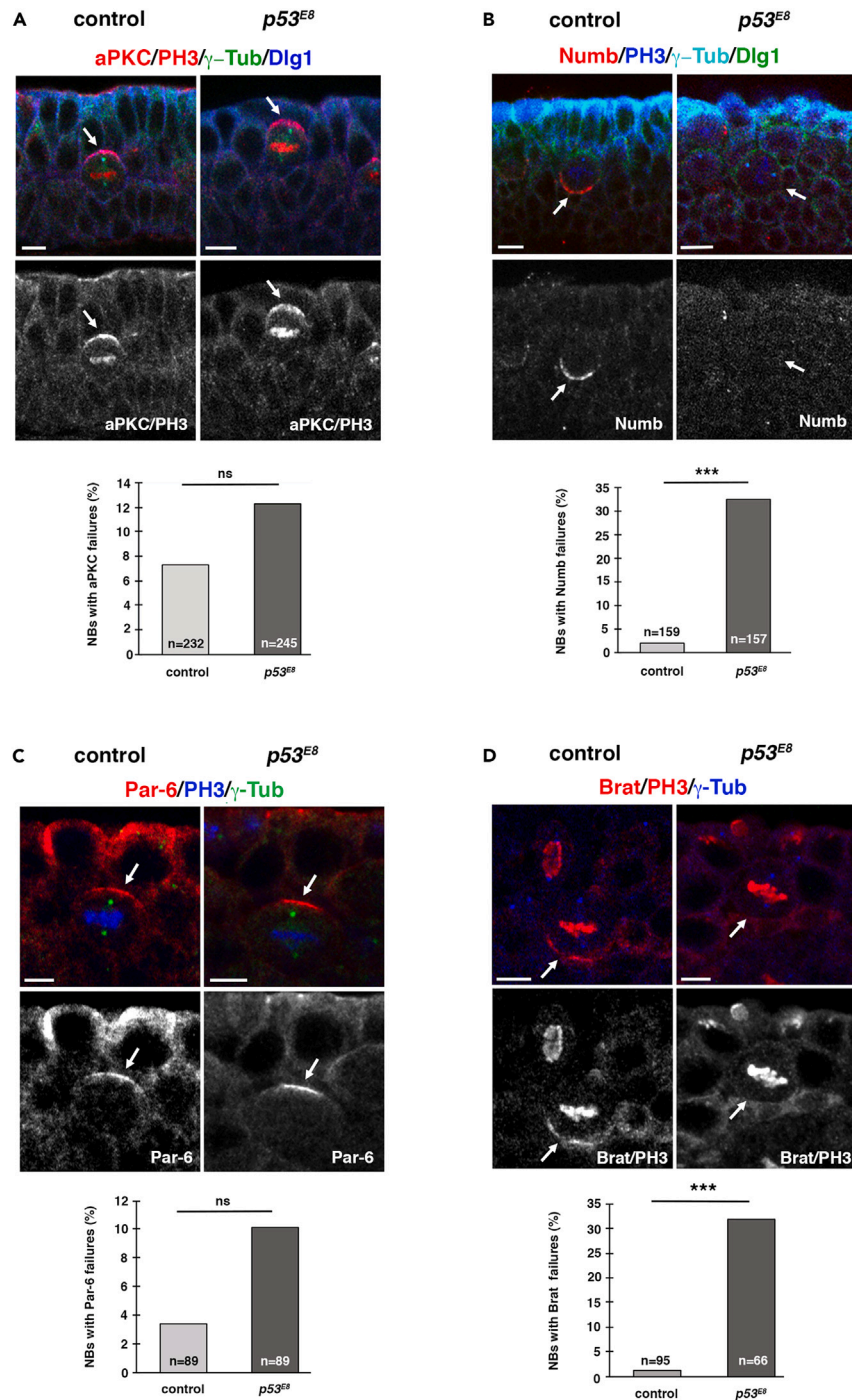 A
control
p53E8
aPKC/PH3/γ–Tub/Dlg1
aPKC/PH3
aPKC/PH3
NBs with aPKC failures (%)
14
12
10
8
6
4
2
0
ns
n=232
n=245
control
p53E8
B
control
p53E8
Numb/PH3/γ–Tub/Dlg1
Numb
Numb
NBs with Numb failures (%)
35
30
25
20
15
10
5
0
***
n=159
n=157
control
p53E8
C
control
p53E8
Par-6/PH3/γ-Tub
Par-6
Par-6
NBs with Par-6 failures (%)
12
10
8
6
4
2
0
ns
n=89
n=89
control
p53E8
D
control
p53E8
Brat/PH3/γ-Tub
Brat/PH3
Brat/PH3
NBs with Brat failures (%)
35
30
25
20
15
10
5
0
***
n=95
n=66
control
p53E8